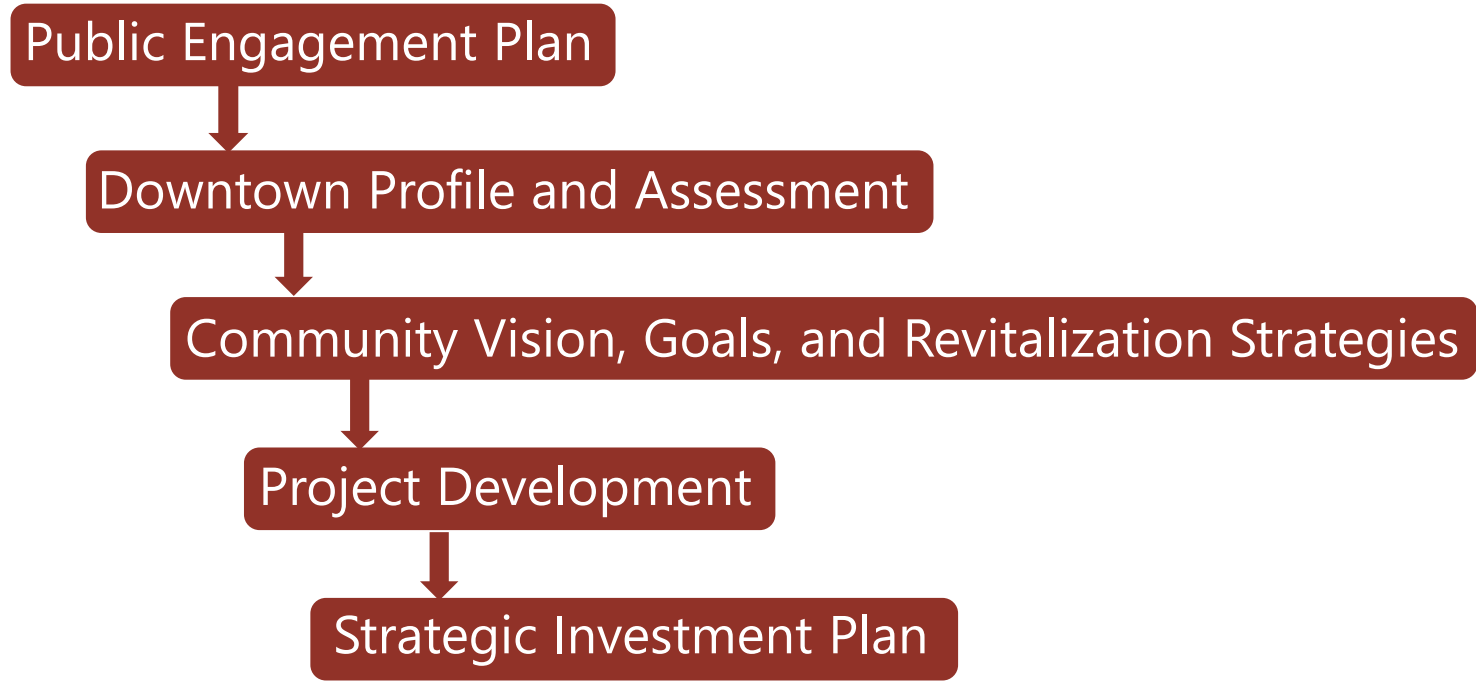 Public Engagement Plan
Downtown Profile and Assessment
Community Vision, Goals, and Revitalization Strategies
Project Development
Strategic Investment Plan